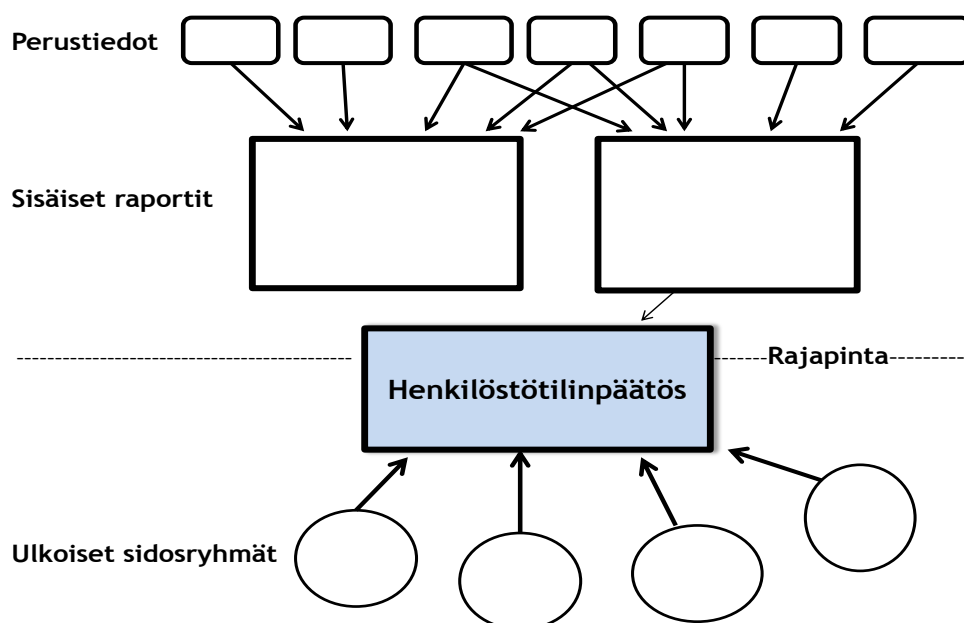 Perustiedot
Sisäiset raportit
Rajapinta
Henkilöstötilinpäätös
Ulkoiset sidosryhmät